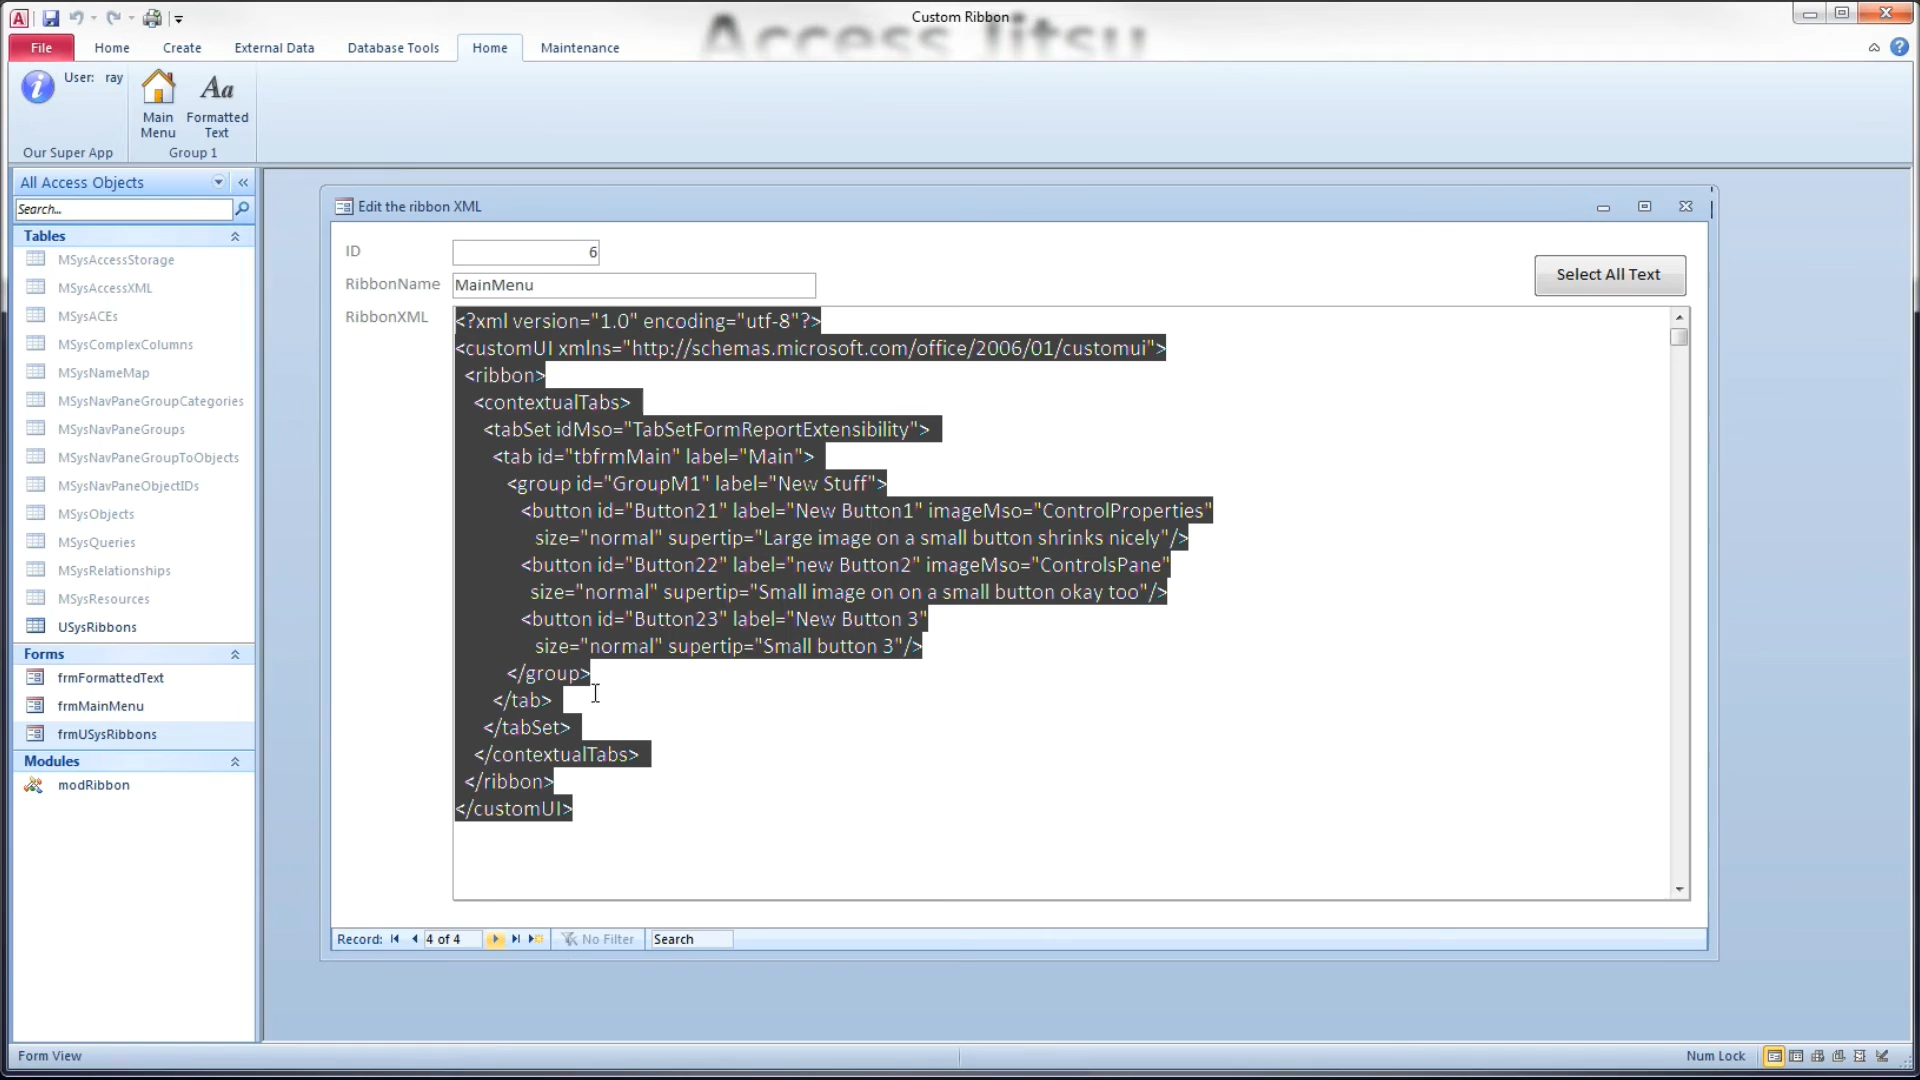 Access Jitsu
Custom Ribbon
File Home Create External Data Database Tools Home Maintenance
User: ray
Main Menu
Aa
Formatted Text
Our Super App
Group 1
All Access Objects
Search...
Tables
MSysAccessStorage
MSysAccessXML
MSysACEs
MSysComplexColumns
MSysNameMap
MSysNavPaneGroupCategories
MSysNavPaneGroups
MSysNavPaneGroupToObjects
MSysNavPaneObjectIDs
MSysObjects
MSysQueries
MSysRelationships
MSysResources
USysRibbons
Forms
frmFormattedText
frmMainMenu
frmUSysRibbons
Modules
modRibbon
Edit the ribbon XML
ID 6
RibbonName MainMenu
Select All Text
RibbonXML
<?xml version="1.0" encoding="utf-8"?>
<customUI xmlns="http://schemas.microsoft.com/office/2006/01/customui">
<ribbon>
<contextualTabs>
<tabSet idMso="TabSetFormReportExtensibility">
<tab id="tbfrmMain" label="Main">
<group id="GroupM1" label="New Stuff">
<button id="Button21" label="New Button1" imageMso="ControlProperties"
size="normal" supertip="Large image on a small button shrinks nicely"/>
<button id="Button22" label="new Button2" imageMso="ControlsPane"
size="normal" supertip="Small image on on a small button okay too"/>
<button id="Button23" label="New Button 3"
size="normal" supertip="Small button 3"/>
</group>
</tab>
</tabSet>
</contextualTabs>
</ribbon>
</customUI>
Record: 4 of 4 No Filter Search
Form View
Num Lock